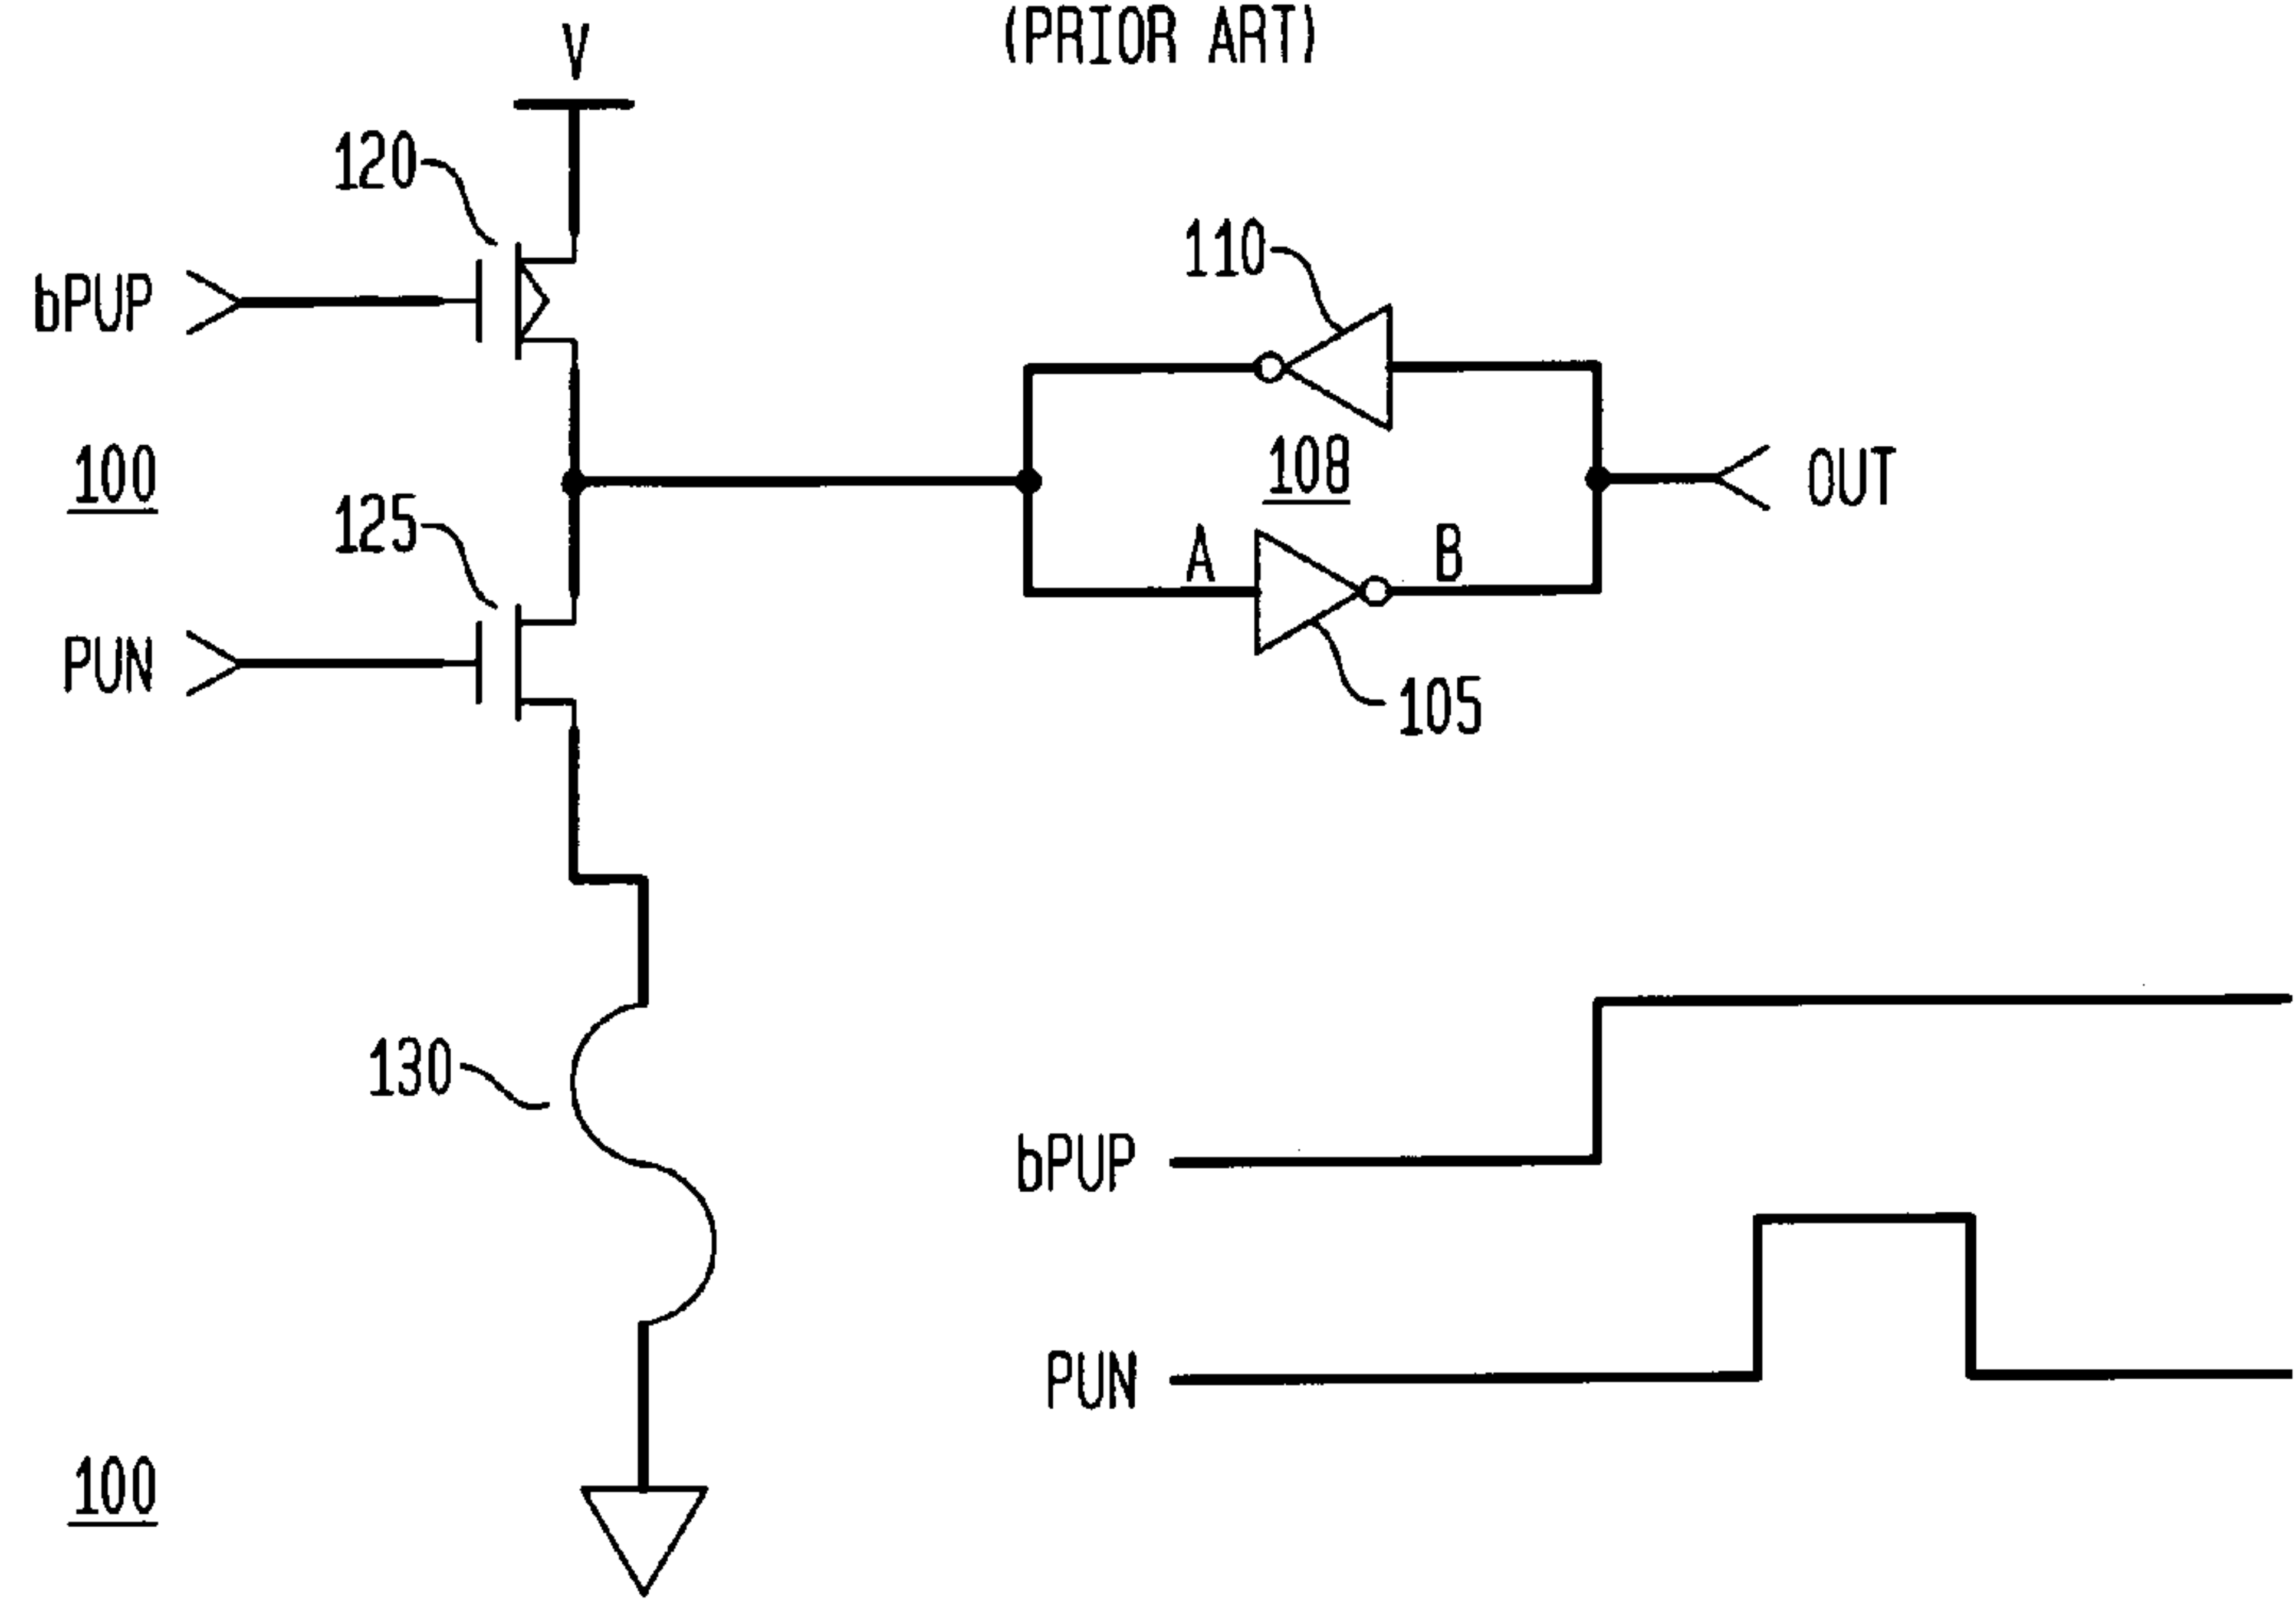 (PRIOR ART)
V
120
bPUP
110
100
108
OUT
125
A
B
PUN
105
130
bPUP
PUN
100